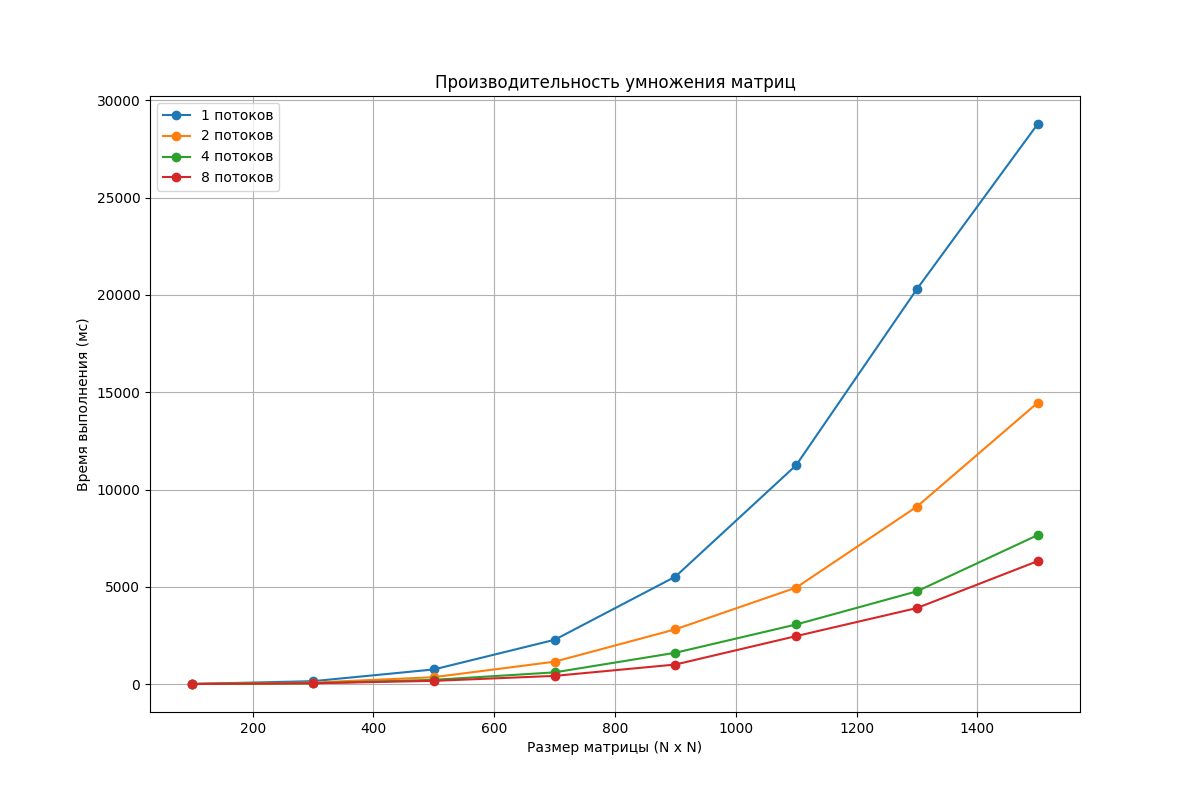 Производительность умножения матриц
1 потоков
2 потоков
4 потоков
8 потоков
Время выполнения (мс)
30000
25000
20000
15000
10000
5000
0
200 400 600 800 1000 1200 1400
Размер матрицы (N x N)